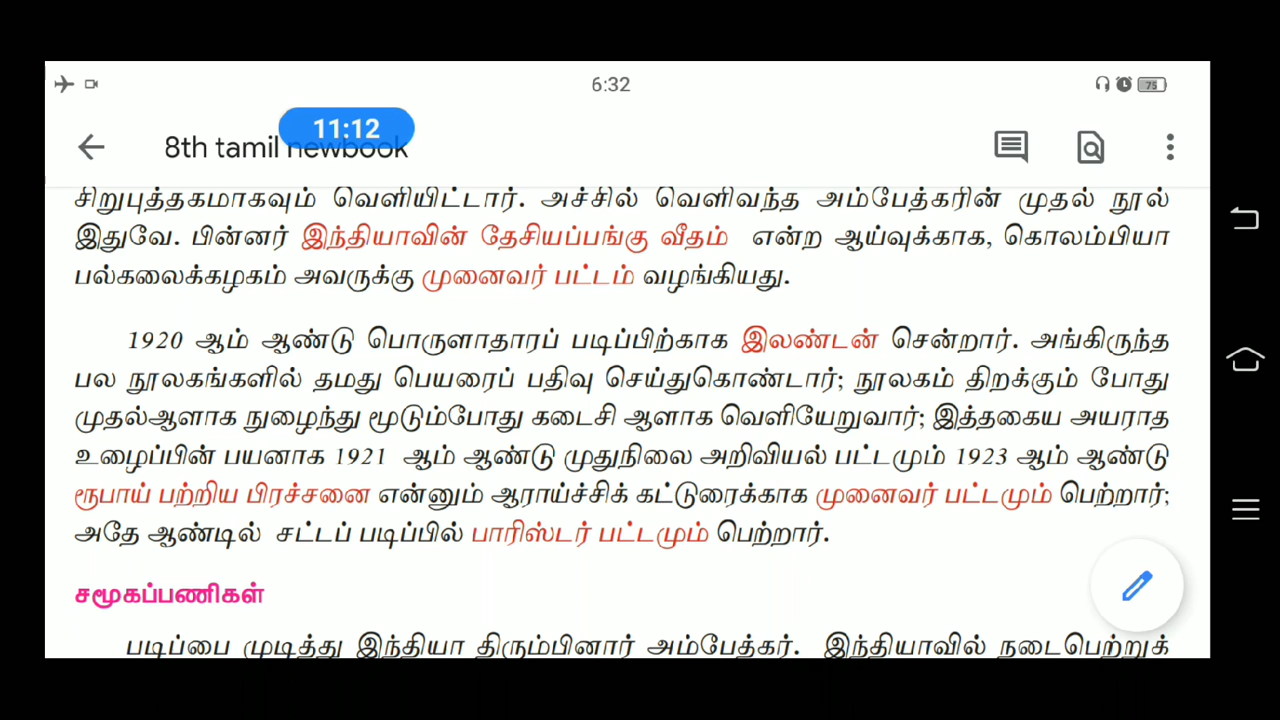 6:32
75
11:12
8th tamil newbook
சிறுபுத்தகமாகவும் வெளியிட்டார். அச்சில் வெளிவந்த அம்பேத்கரின் முதல் நூல்
இதுவே. பின்னர் இந்தியாவின் தேசியப்பங்கு வீதம் என்ற ஆய்வுக்காக, கொலம்பியா
பல்கலைக்கழகம் அவருக்கு முனைவர் பட்டம் வழங்கியது.
1920 ஆம் ஆண்டு பொருளாதாரப் படிப்பிற்காக இலண்டன் சென்றார். அங்கிருந்த
பல நூலகங்களில் தமது பெயரைப் பதிவு செய்துகொண்டார்; நூலகம் திறக்கும் போது
முதல்ஆளாக நுழைந்து மூடும்போது கடைசி ஆளாக வெளியேறுவார்; இத்தகைய அயராத
உழைப்பின் பயனாக 1921 ஆம் ஆண்டு முதுநிலை அறிவியல் பட்டமும் 1923 ஆம் ஆண்டு
ரூபாய் பற்றிய பிரச்சனை என்னும் ஆராய்ச்சிக் கட்டுரைக்காக முனைவர் பட்டமும் பெற்றார்;
அதே ஆண்டில் சட்டப் படிப்பில் பாரிஸ்டர் பட்டமும் பெற்றார்.
சமூகப்பணிகள்
படிப்பை முடித்து இந்தியா திரும்பினார் அம்பேத்கர். இந்தியாவில் நடைபெற்றுக்